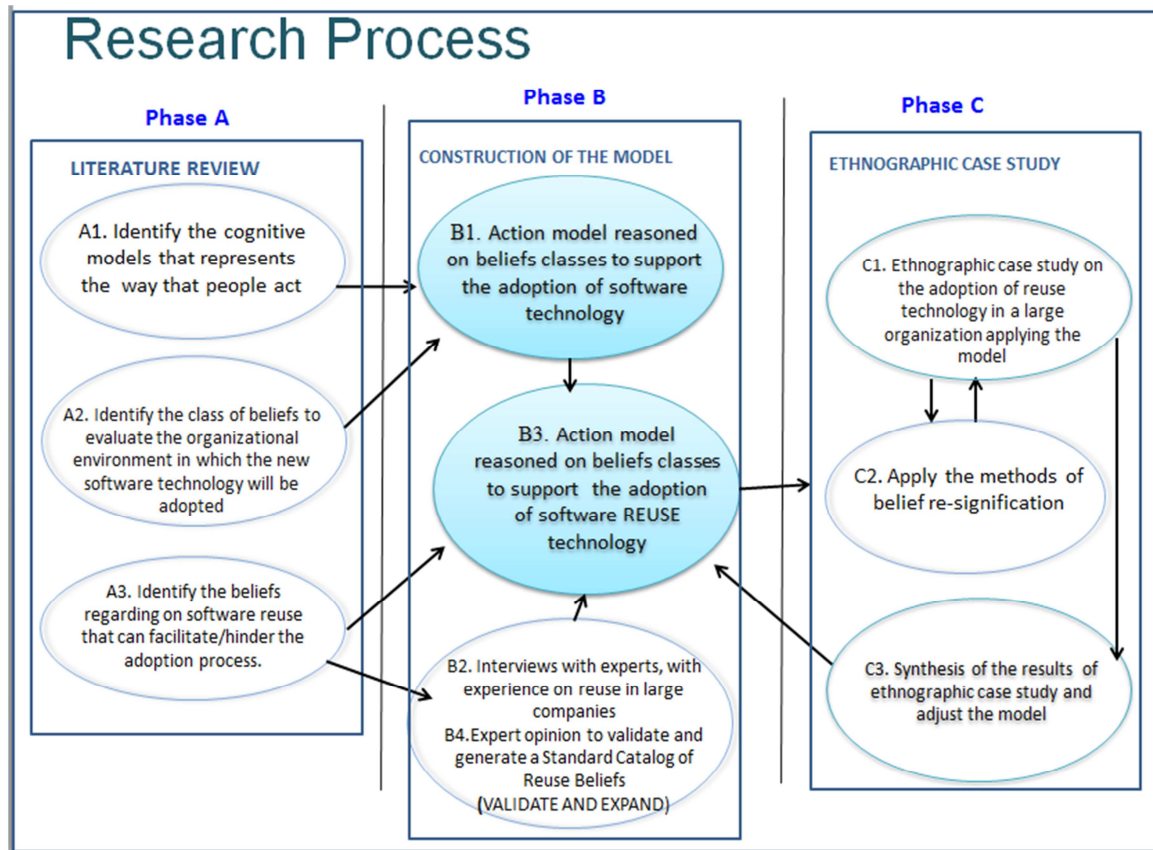 Research Process
Phase A
LITERATURE REVIEW
A1. Identify the cognitive
models that represents
the way that people act
A2. Identify the class of beliefs to
evaluate the organizational
environment in which the new
software technology will be
adopted
A3. Identify the beliefs
regarding on software reuse
that can facilitate/hinder the
adoption process.
Phase B
CONSTRUCTION OF THE MODEL
B1. Action model reasoned
on beliefs classes to support
the adoption of software
technology
B3. Action model
reasoned on beliefs classes
to support the adoption
of software REUSE
technology
B2. Interviews with experts, with
experience on reuse in large
companies
B4.Expert opinion to validate and
generate a Standard Catalog of
Reuse Beliefs
(VALIDATE AND EXPAND)
Phase C
ETHNOGRAPHIC CASE STUDY
C1. Ethnographic case study on
the adoption of reuse
technology in a large
organization applying the
model
C2. Apply the methods of
belief re-signification
C3. Synthesis of the results of
ethnographic case study and
adjust the model